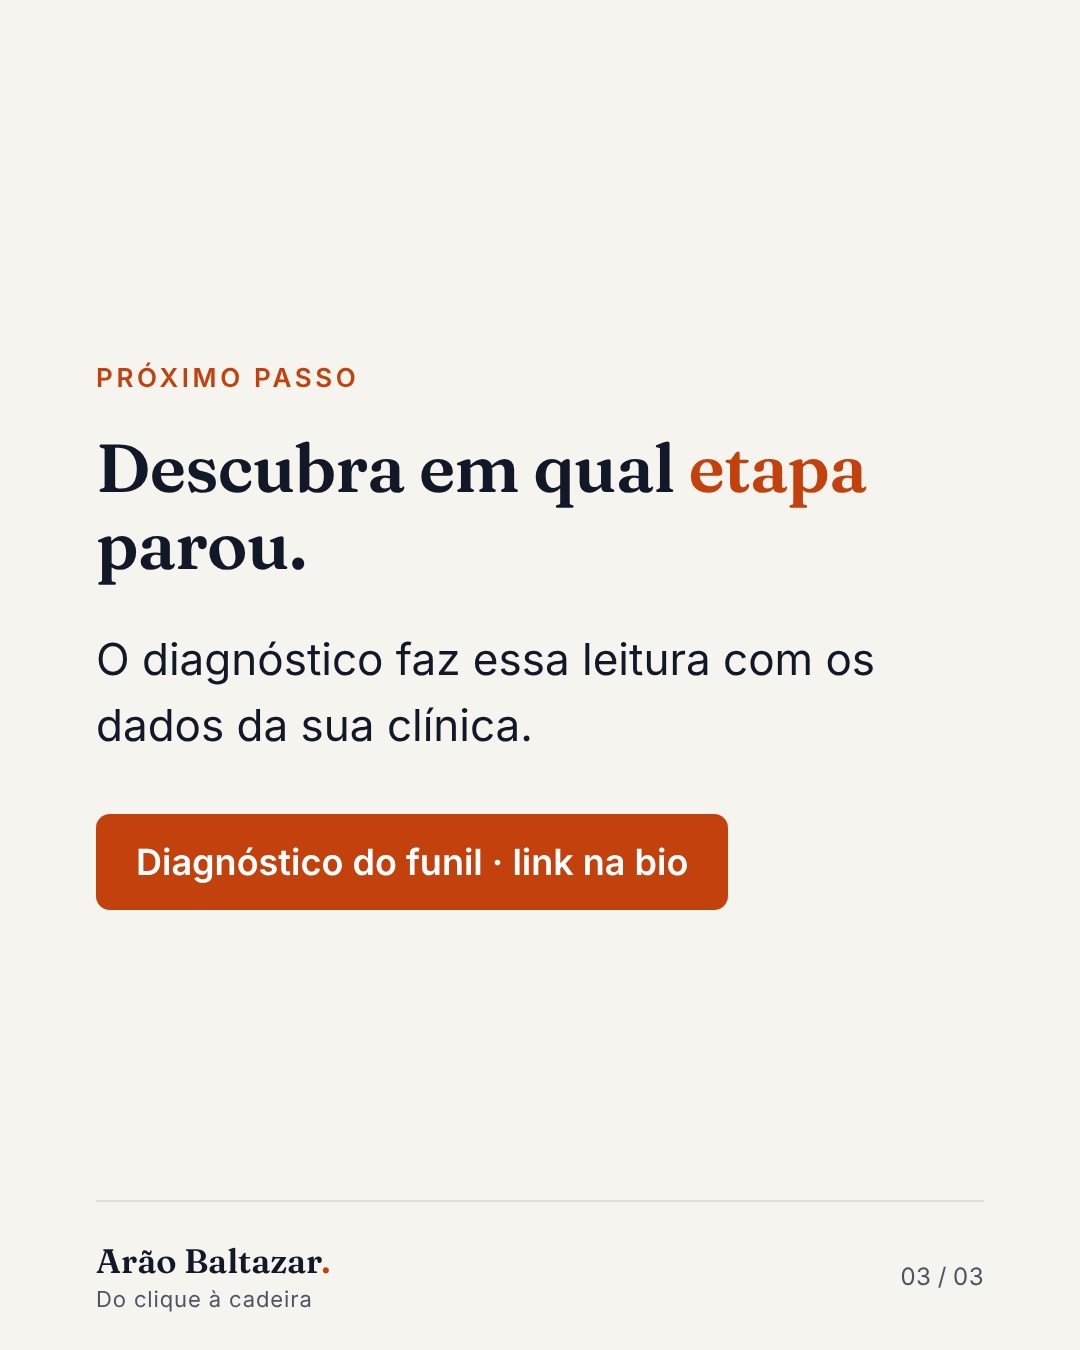 PRÓXIMO PASSO
Descubra em qual etapa
parou.
O diagnóstico faz essa leitura com os
dados da sua clínica.
Diagnóstico do funil · link na bio
Arão Baltazar.
Do clique à cadeira
03 / 03